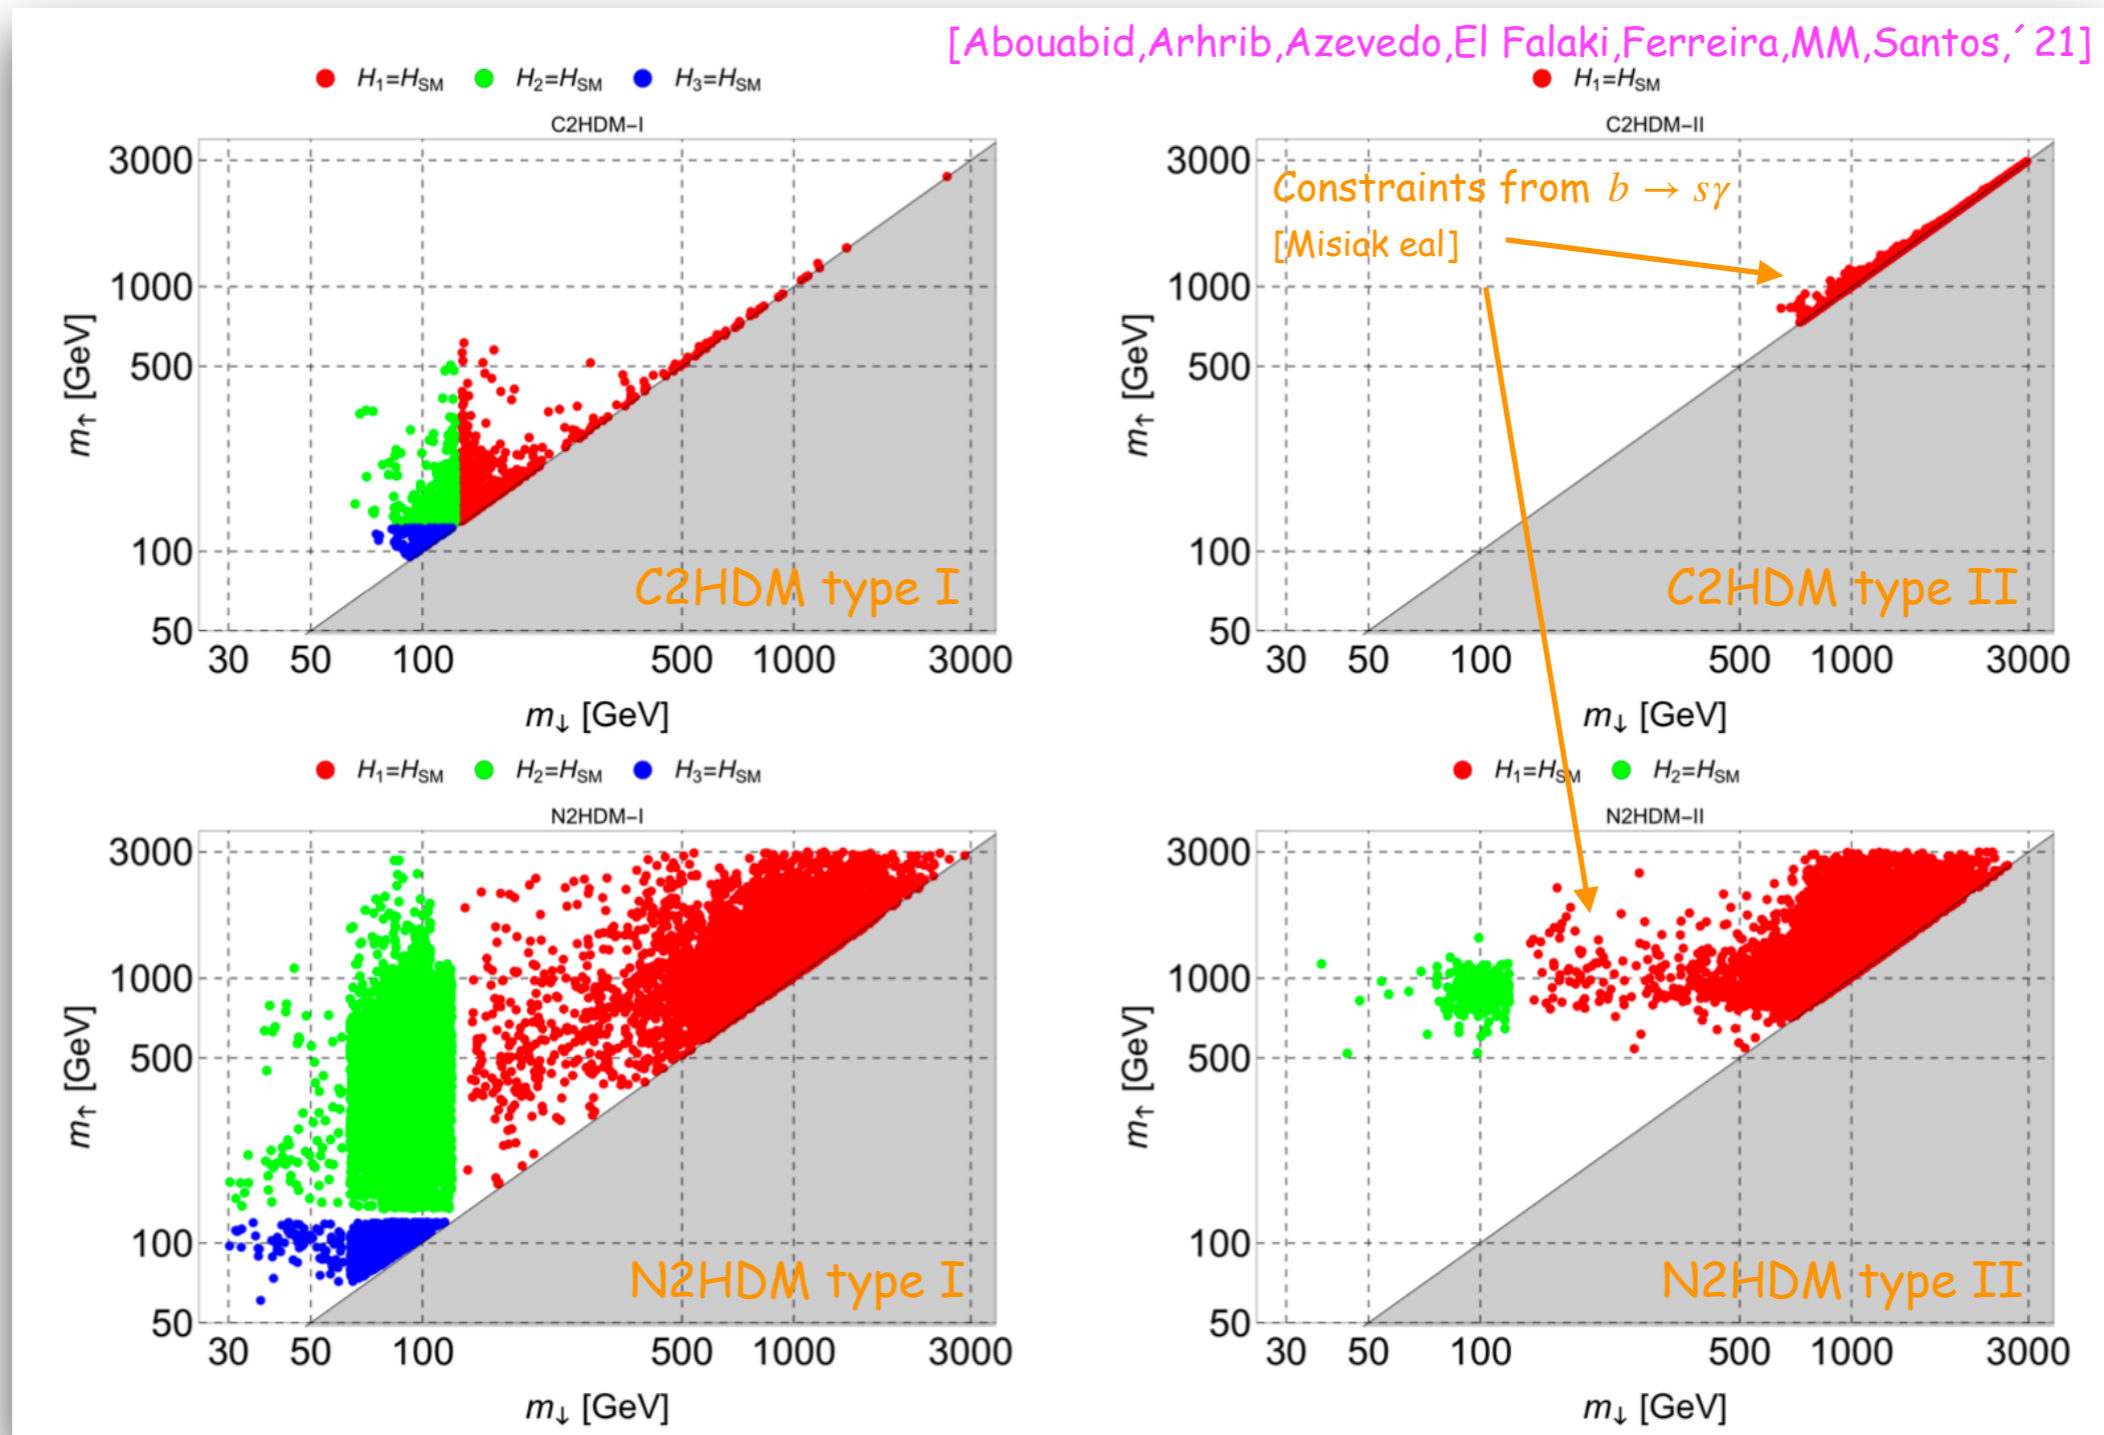 [Abouabid,Arhrib,Azevedo,El Falaki,Ferreira,MM,Santos,´21]
H₁=H_SM H₂=H_SM H₃=H_SM
C2HDM–I
3000
1000
500
100
50
m↑ [GeV]
C2HDM type I
30 50 100 500 1000 3000
m↓ [GeV]
H₁=H_SM
C2HDM–II
3000
Constraints from b → sγ
[Misiak eal]
1000
500
100
50
m↑ [GeV]
C2HDM type II
30 50 100 500 1000 3000
m↓ [GeV]
H₁=H_SM H₂=H_SM H₃=H_SM
N2HDM–I
3000
1000
500
100
50
m↑ [GeV]
N2HDM type I
30 50 100 500 1000 3000
m↓ [GeV]
H₁=H_SM H₂=H_SM
N2HDM–II
3000
1000
500
100
50
m↑ [GeV]
N2HDM type II
30 50 100 500 1000 3000
m↓ [GeV]